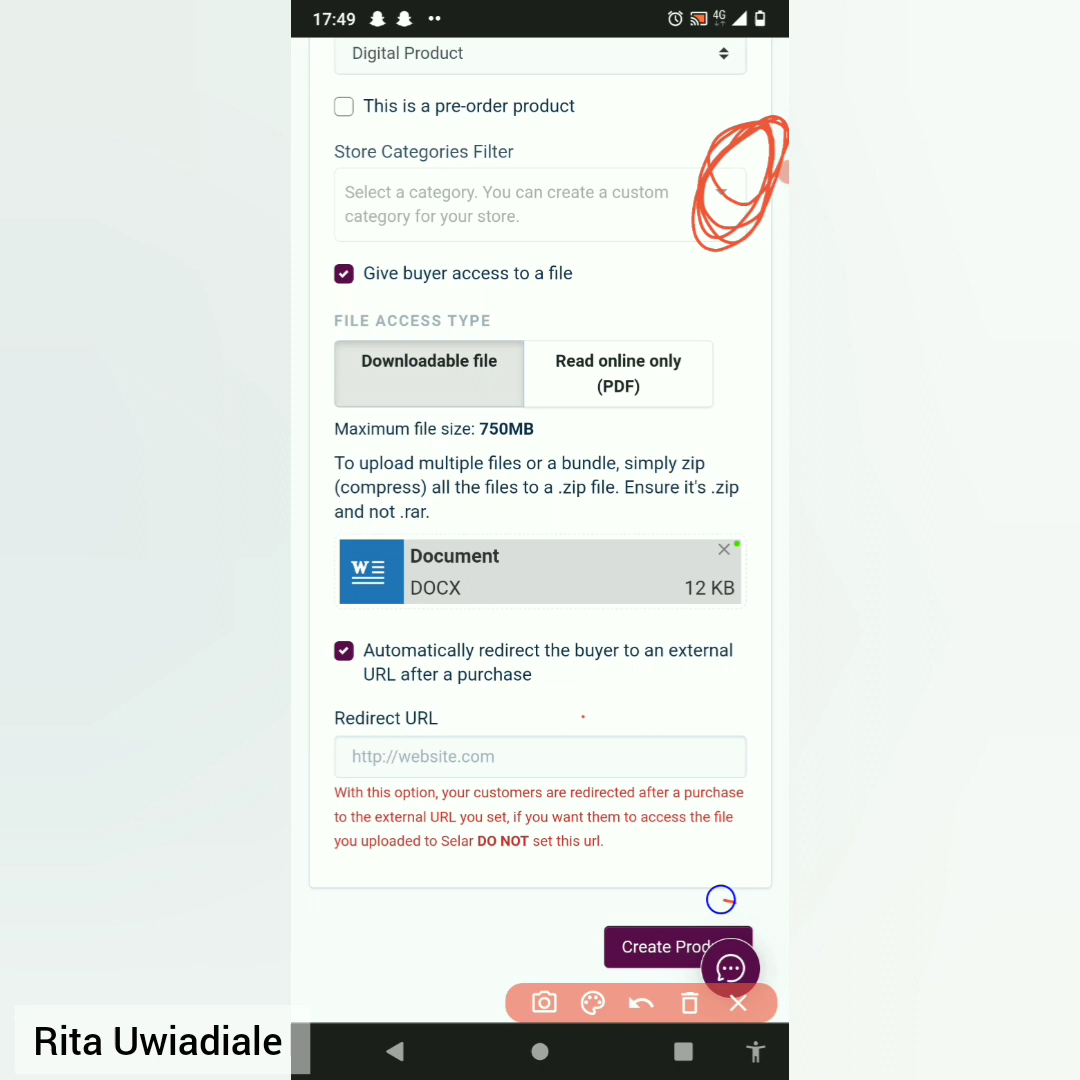 17:49
4G
Digital Product
This is a pre-order product
Store Categories Filter
Select a category. You can create a custom
category for your store.
Give buyer access to a file
FILE ACCESS TYPE
Downloadable file
Read online only
(PDF)
Maximum file size: 750MB
To upload multiple files or a bundle, simply zip
(compress) all the files to a .zip file. Ensure it's .zip
and not .rar.
W
Document
DOCX
12 KB
Automatically redirect the buyer to an external
URL after a purchase
Redirect URL
http://website.com
With this option, your customers are redirected after a purchase
to the external URL you set, if you want them to access the file
you uploaded to Selar DO NOT set this url.
Create Prod
Rita Uwiadiale